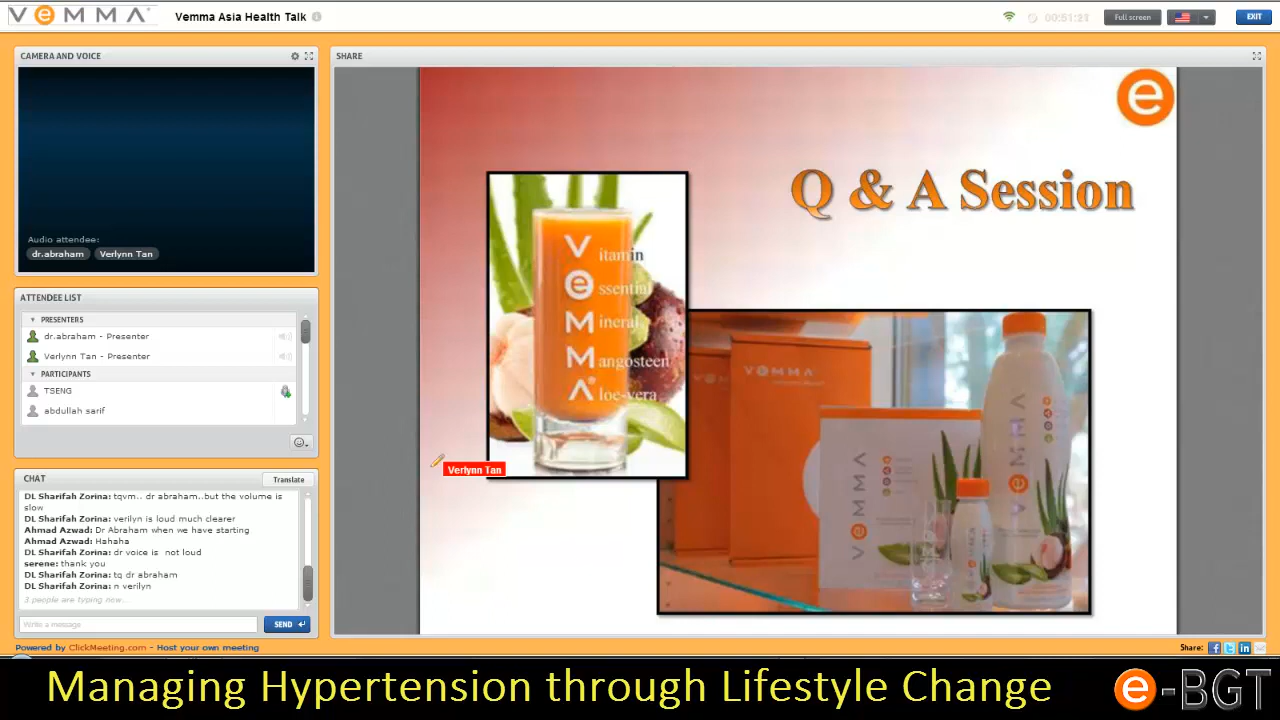 VEMMA
Vemma Asia Health Talk
00:51:21
Full screen
EXIT
CAMERA AND VOICE
Audio attendee:
dr.abraham
Verlynn Tan
ATTENDEE LIST
PRESENTERS
dr.abraham - Presenter
Verlynn Tan - Presenter
PARTICIPANTS
TSENG
abdullah sarif
CHAT
Translate
DL Sharifah Zorina: tqvm.. dr abraham..but the volume is
slow
DL Sharifah Zorina: verilyn is loud much clearer
Ahmad Azwad: Dr Abraham when we have starting
Ahmad Azwad: Hahaha
DL Sharifah Zorina: dr voice is not loud
serene: thank you
DL Sharifah Zorina: tq dr abraham
DL Sharifah Zorina: n verilyn
3 people are typing now.
Write a message
SEND
Powered by ClickMeeting.com - Host your own meeting
SHARE
e
Q & A Session
Vitamin
essential
Mineral
Mangosteen
Aloe-vera
Verlynn Tan
VEMMA
VEMMA
VEMMA
VEMMA
Share:
Managing Hypertension through Lifestyle Change
e-BGT